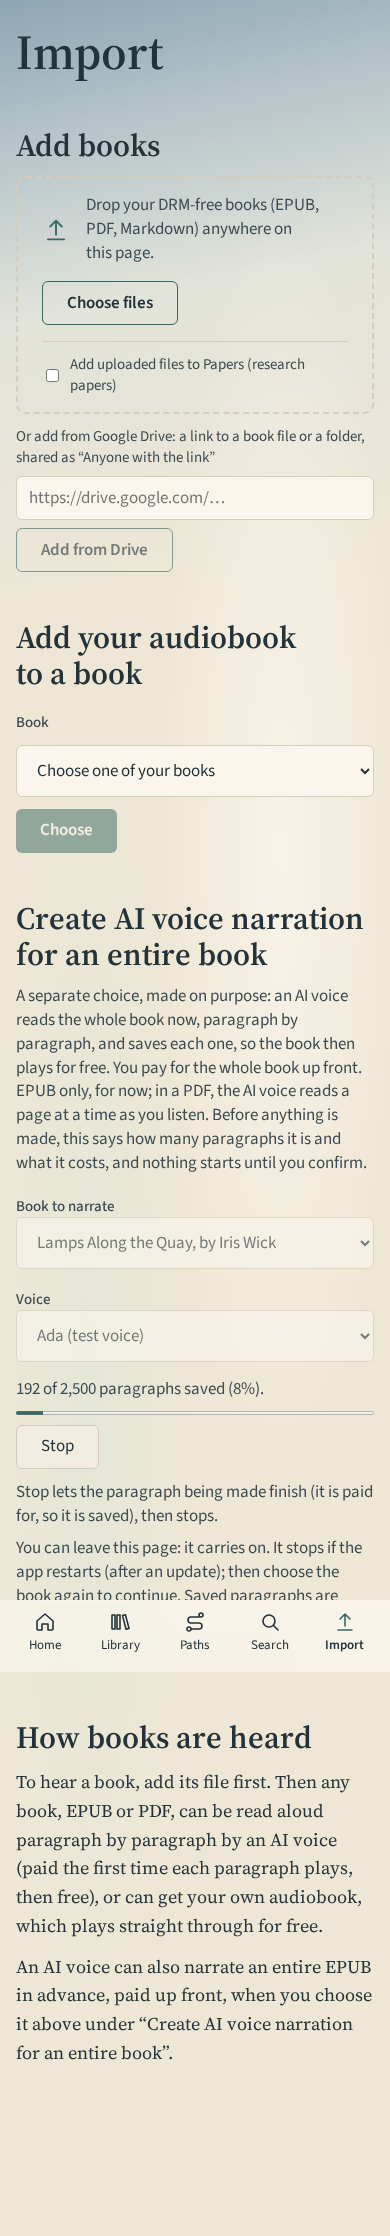 Import
Add books
Drop your DRM-free books (EPUB,
PDF, Markdown) anywhere on
this page.
Choose files
Add uploaded files to Papers (research
papers)
Or add from Google Drive: a link to a book file or a folder,
shared as “Anyone with the link”
https://drive.google.com/…
Add from Drive
Add your audiobook
to a book
Book
Choose one of your books
Choose
Create AI voice narration
for an entire book
A separate choice, made on purpose: an AI voice
reads the whole book now, paragraph by
paragraph, and saves each one, so the book then
plays for free. You pay for the whole book up front.
EPUB only, for now; in a PDF, the AI voice reads a
page at a time as you listen. Before anything is
made, this says how many paragraphs it is and
what it costs, and nothing starts until you confirm.
Book to narrate
Lamps Along the Quay, by Iris Wick
Voice
Ada (test voice)
192 of 2,500 paragraphs saved (8%).
Stop
Stop lets the paragraph being made finish (it is paid
for, so it is saved), then stops.
You can leave this page: it carries on. It stops if the
app restarts (after an update); then choose the
book again to continue. Saved paragraphs are
Home
Library
Paths
Search
Import
How books are heard
To hear a book, add its file first. Then any
book, EPUB or PDF, can be read aloud
paragraph by paragraph by an AI voice
(paid the first time each paragraph plays,
then free), or can get your own audiobook,
which plays straight through for free.
An AI voice can also narrate an entire EPUB
in advance, paid up front, when you choose
it above under “Create AI voice narration
for an entire book”.